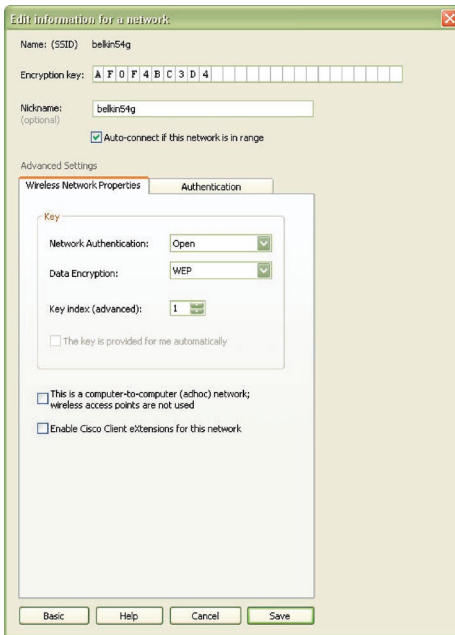 Edit information for a network
Name: (SSID) belkin54g
Encryption key: A F 0 F 4 B C 3 D 4
Nickname: belkin54g
(optional)
Auto-connect if this network is in range
Advanced Settings
Wireless Network Properties Authentication
Key
Network Authentication: Open
Data Encryption: WEP
Key index (advanced): 1
The key is provided for me automatically
This is a computer-to-computer (adhoc) network;
wireless access points are not used
Enable Cisco Client eXtensions for this network
Basic Help Cancel Save